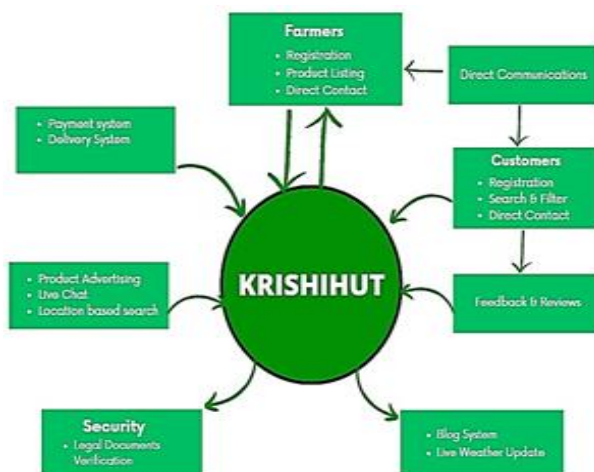 Farmers
• Registration
• Product Listing
• Direct Contact
Direct Communications
• Payment system
• Delivery System
Customers
• Registration
• Search & Filter
• Direct Contact
KRISHIHUT
• Product Advertising
• Live Chat
• Location based search
Feedback & Reviews
Security
• Legal Documents
Verification
• Blog System
• Live Weather Update